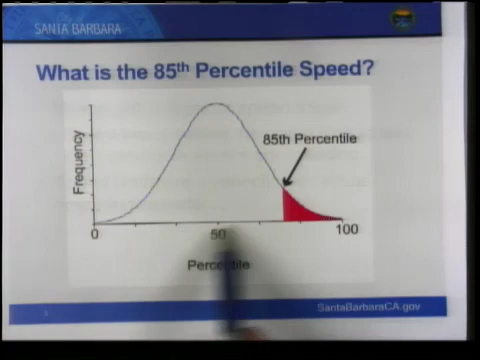 SANTA BARBARA
What is the 85th Percentile Speed?
85th Percentile
Frequency
0
50
100
Percentile
SantaBarbaraCA.gov